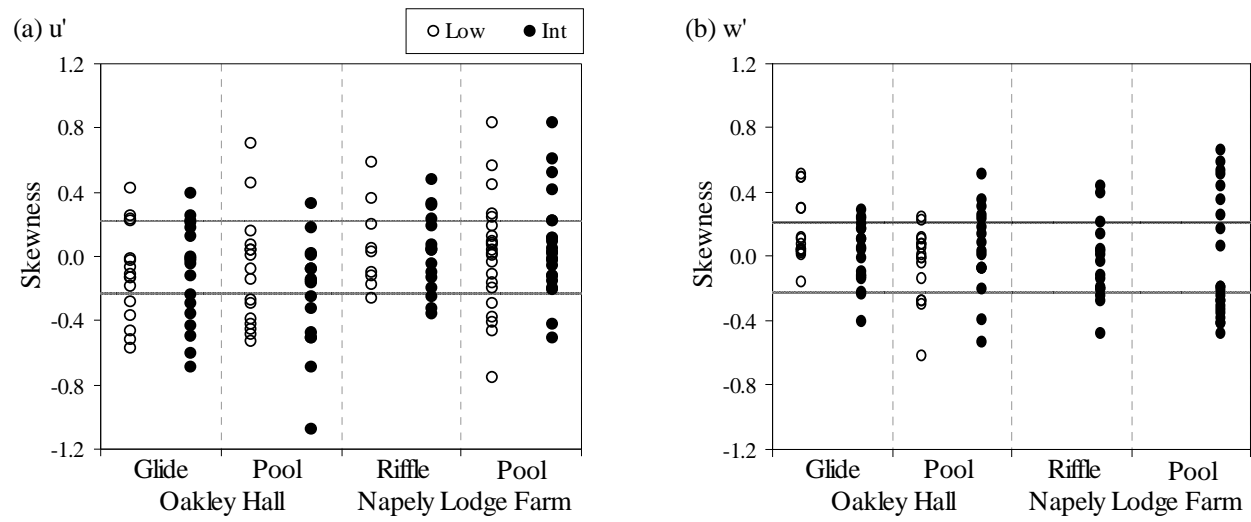 (a) u'
Low Int
(b) w'
Skewness
1.2
0.8
0.4
0.0
-0.4
-0.8
-1.2
Glide Pool Riffle Pool
Oakley Hall Napely Lodge Farm
Skewness
1.2
0.8
0.4
0.0
-0.4
-0.8
-1.2
Glide Pool Riffle Pool
Oakley Hall Napely Lodge Farm